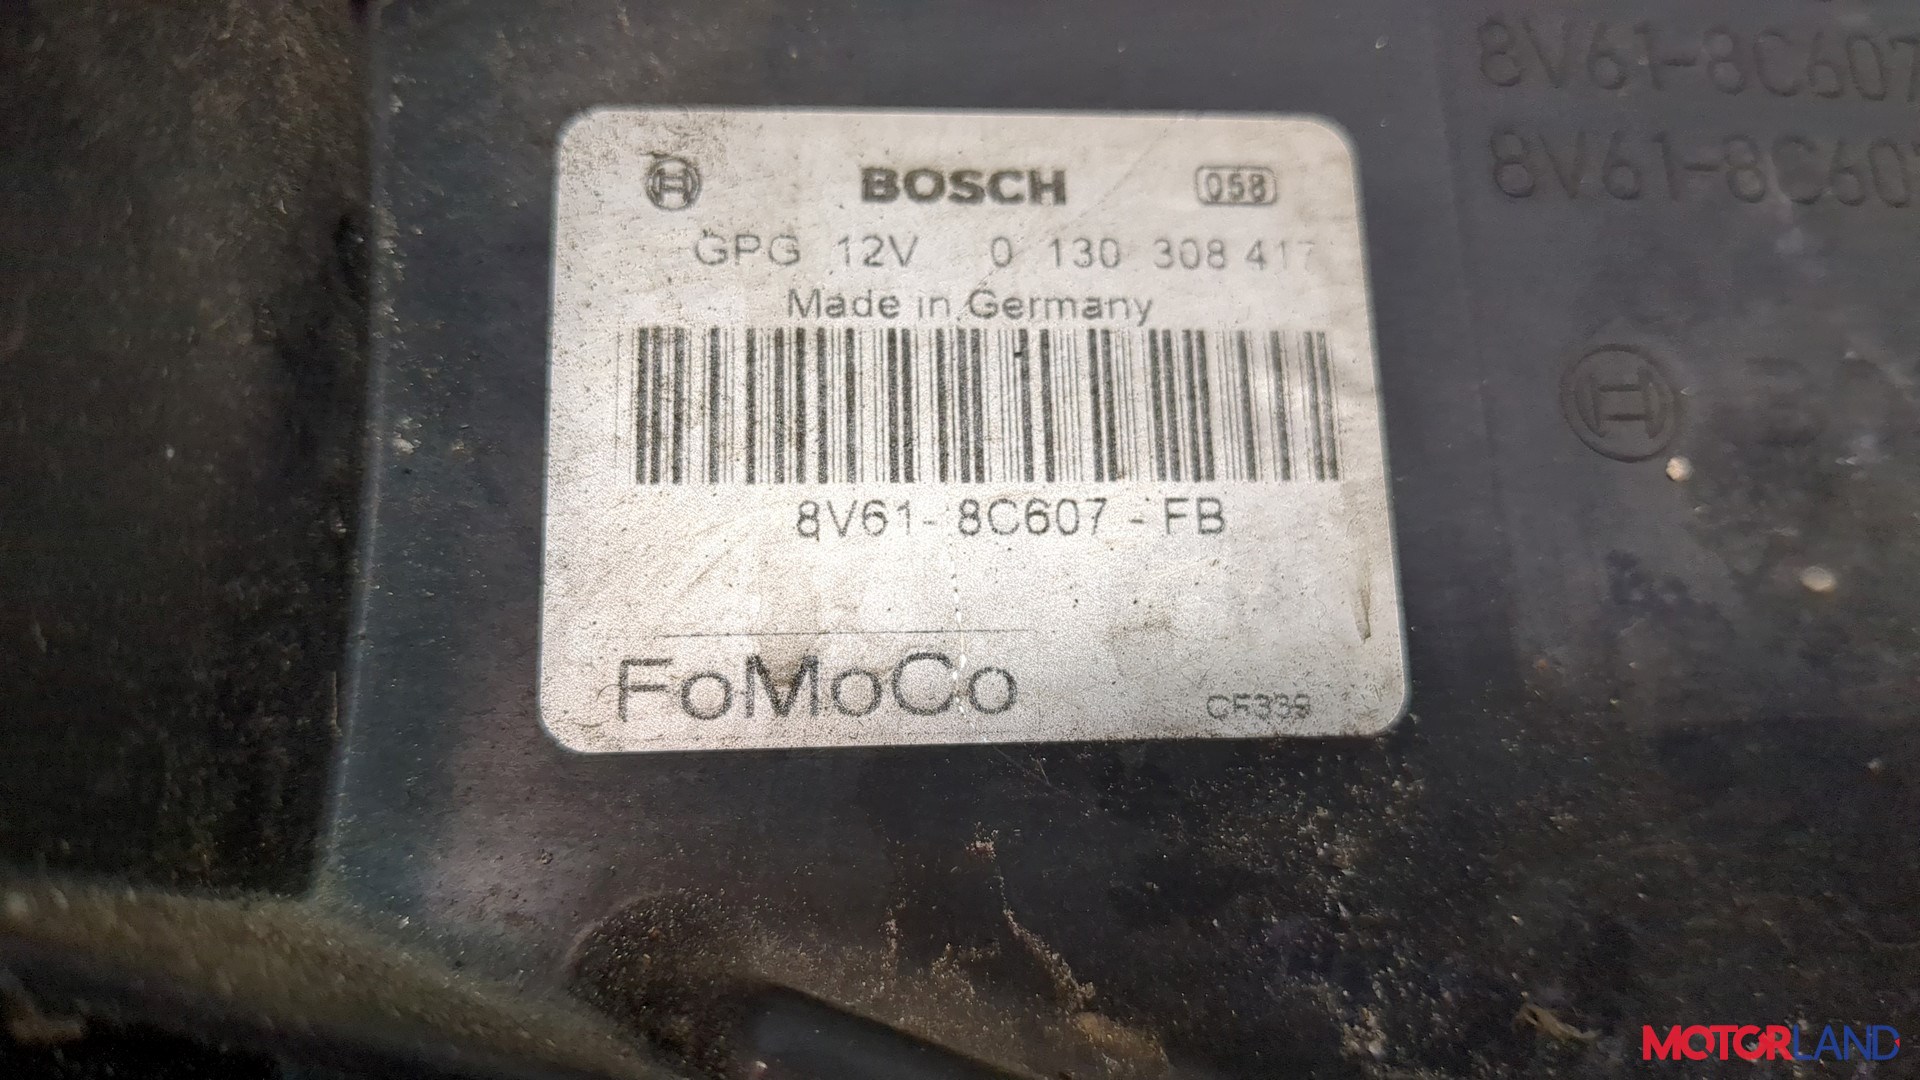 BOSCH 058
GPG 12V 0 130 308 417
Made in Germany
8V61- 8C607 - FB
FoMoCo CF339
8V61-8C607
8V61-8C607
MOTORLAND